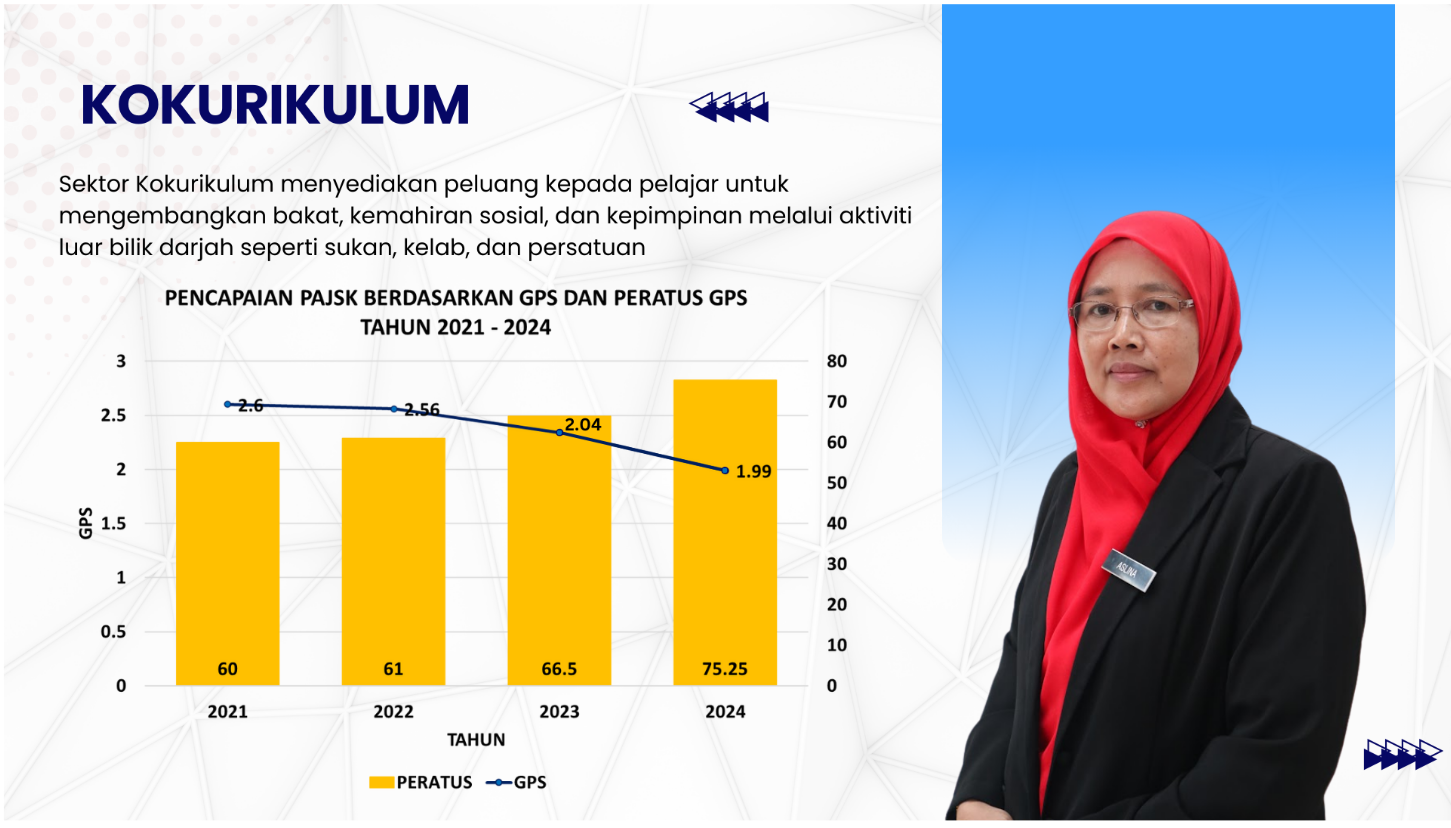 KOKURIKULUM
Sektor Kokurikulum menyediakan peluang kepada pelajar untuk
mengembangkan bakat, kemahiran sosial, dan kepimpinan melalui aktiviti
luar bilik darjah seperti sukan, kelab, dan persatuan
PENCAPAIAN PAJSK BERDASARKAN GPS DAN PERATUS GPS
TAHUN 2021 - 2024
3
2.5
2
1.5
1
0.5
0
GPS
80
70
60
50
40
30
20
10
0
2.6
2.56
2.04
1.99
60
61
66.5
75.25
2021
2022
2023
2024
TAHUN
PERATUS
GPS
ASLINA